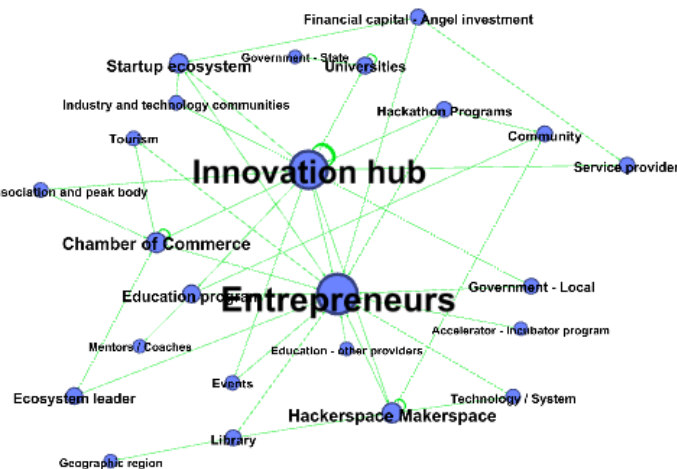 Financial capital - Angel investment
Government - State
Startup ecosystem
Universities
Industry and technology communities
Hackathon Programs
Tourism
Community
Service provider
Innovation hub
sociation and peak body
Chamber of Commerce
Government - Local
Education program
Entrepreneurs
Accelerator - Incubator program
Mentors / Coaches
Education - other providers
Events
Ecosystem leader
Technology / System
Hackerspace Makerspace
Library
Geographic region